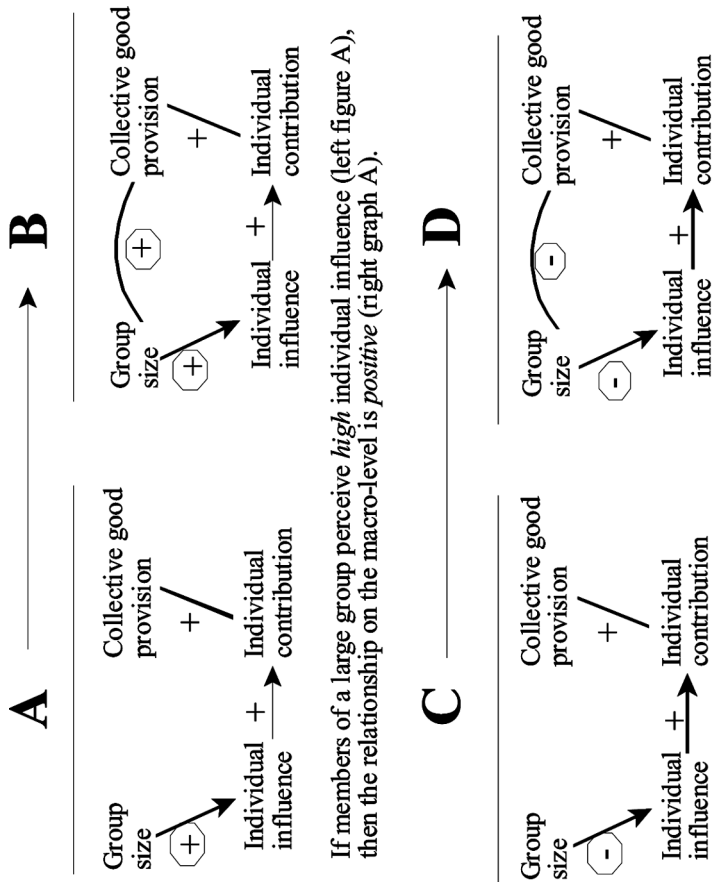 A
B
Group
size
+
Individual
influence
+
Individual
contribution
+
Collective good
provision
Group
size
+
+
Individual
influence
+
Individual
contribution
+
Collective good
provision
If members of a large group perceive high individual influence (left figure A),
then the relationship on the macro-level is positive (right graph A).
C
D
Group
size
-
Individual
influence
+
Individual
contribution
+
Collective good
provision
Group
size
-
-
Individual
influence
+
Individual
contribution
+
Collective good
provision